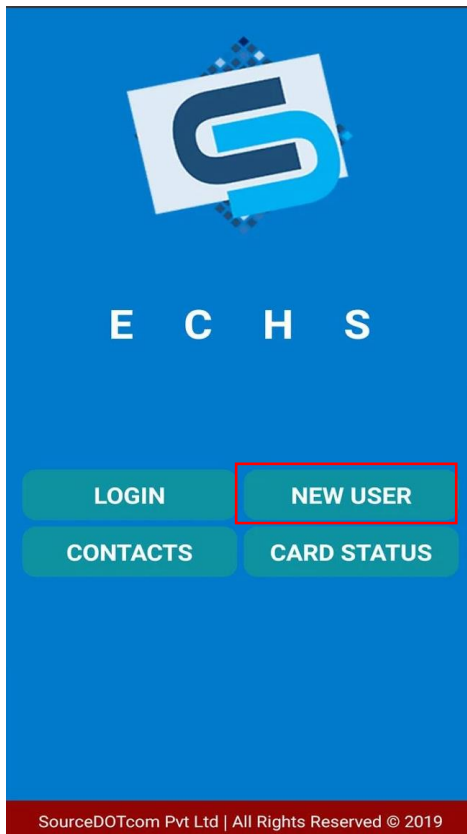 E C H S
LOGIN NEW USER
CONTACTS CARD STATUS
SourceDOTcom Pvt Ltd | All Rights Reserved © 2019